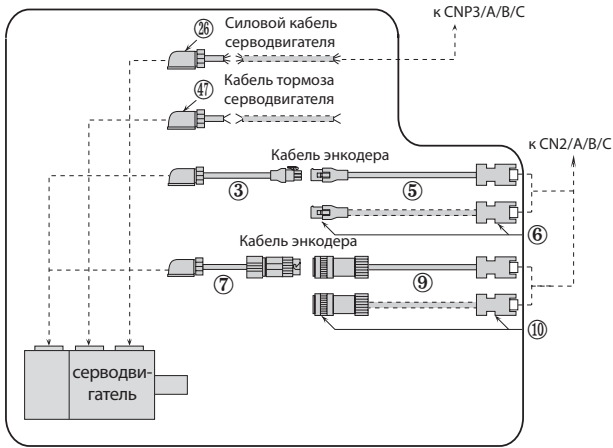 к CNP3/A/B/C
㉖ Силовой кабель
серводвигателя
㊼ Кабель тормоза
серводвигателя
к CN2/A/B/C
Кабель энкодера
③
⑤
⑥
Кабель энкодера
⑦
⑨
⑩
серводви-
гатель